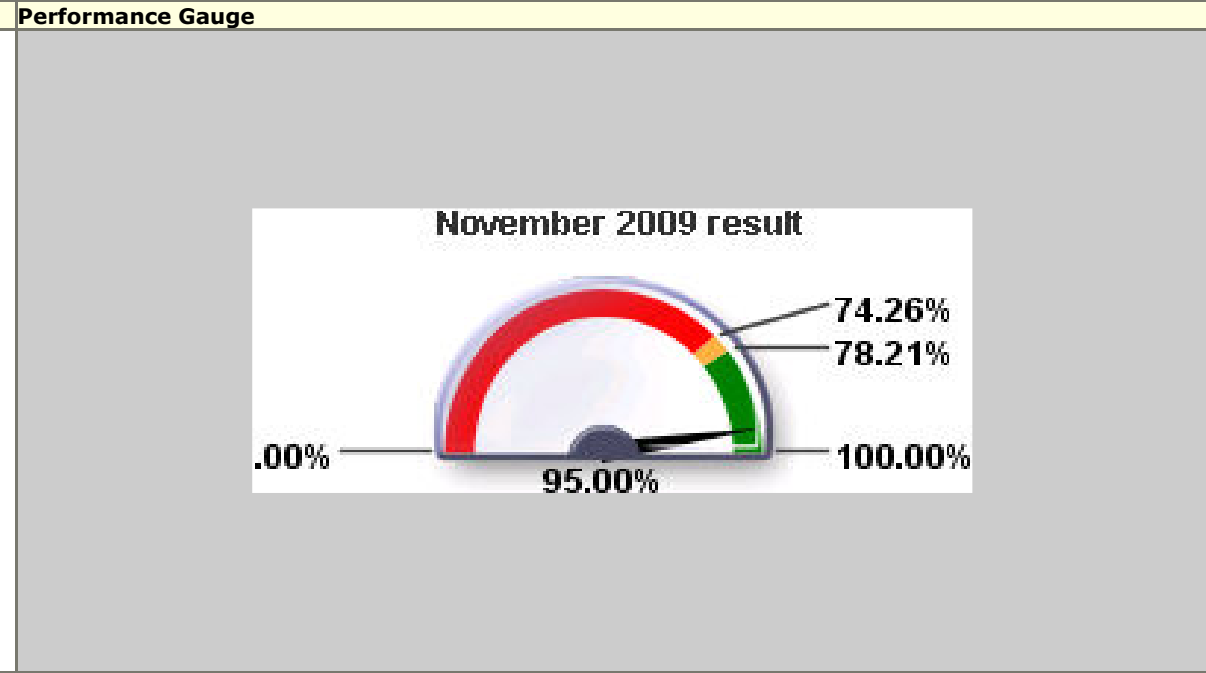 Performance Gauge
November 2009 result
74.26%
78.21%
.00%
100.00%
95.00%